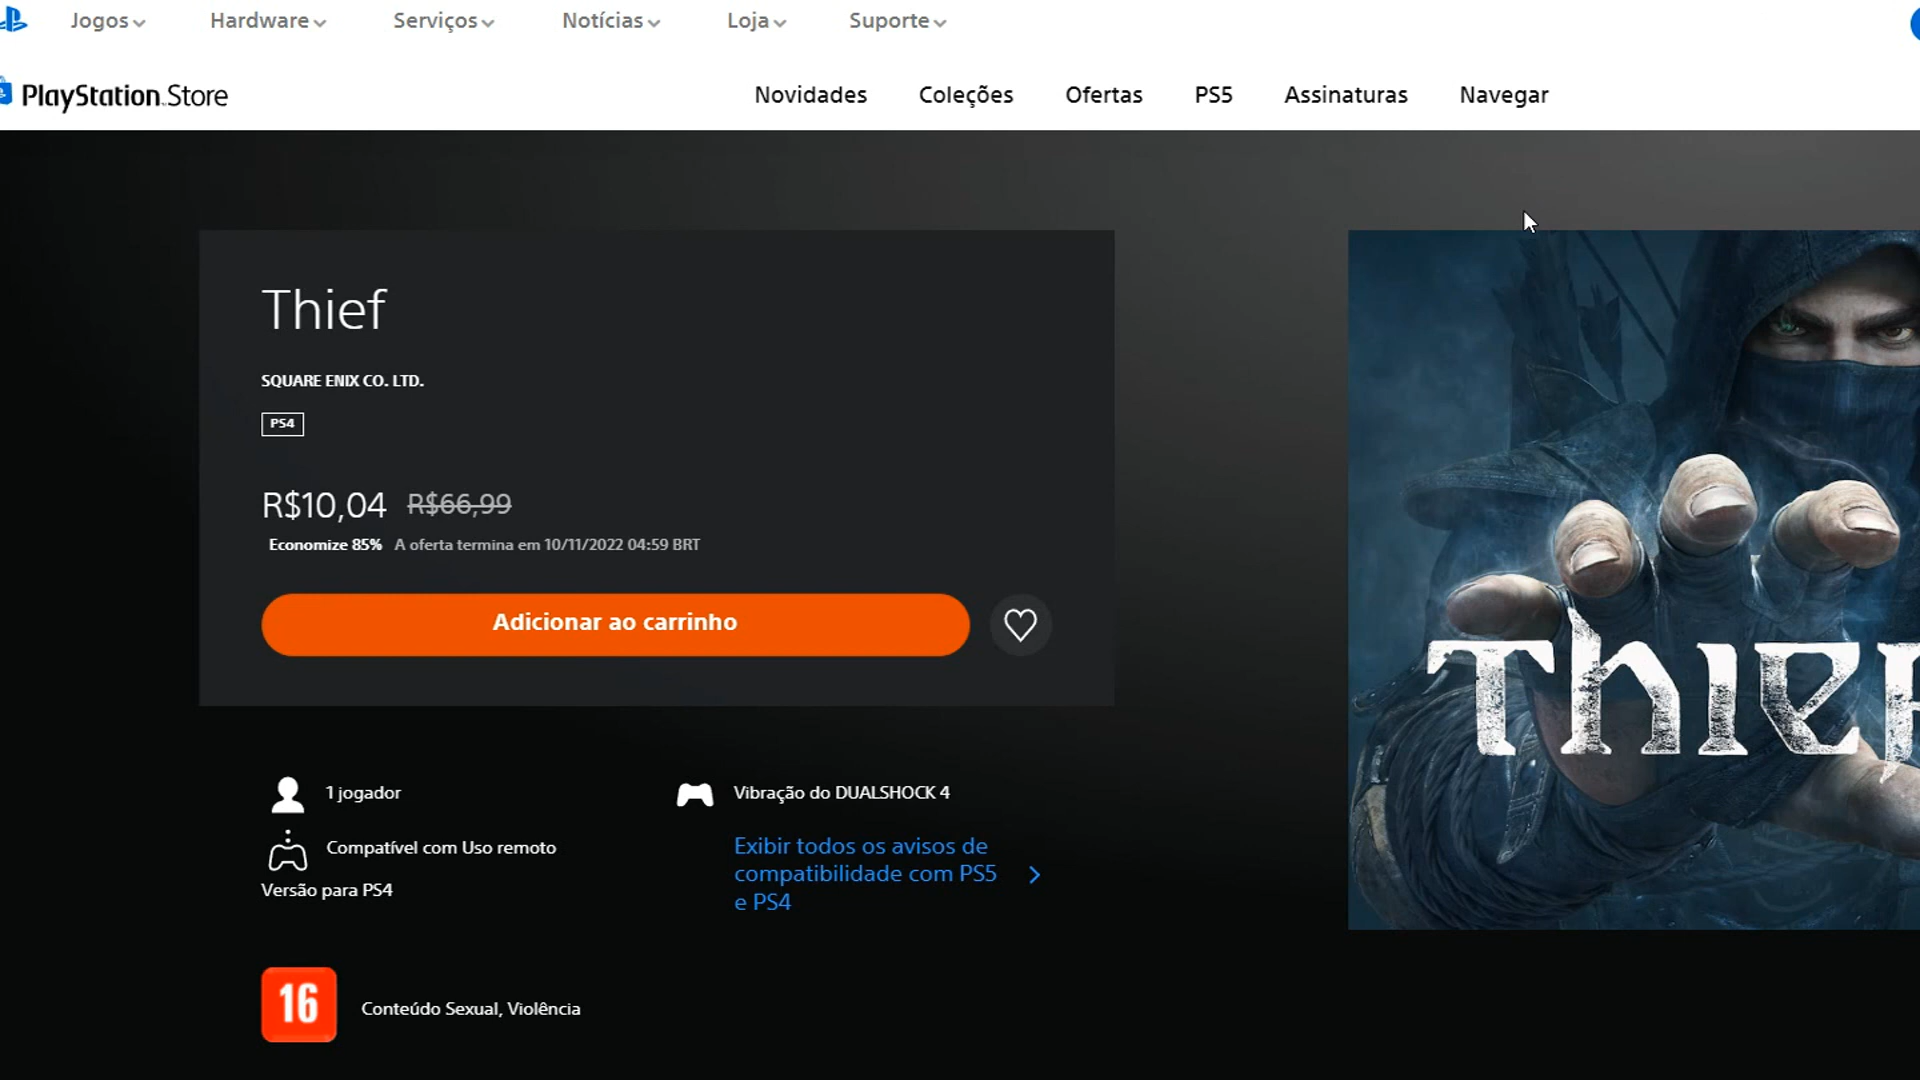 Jogos
Hardware
Serviços
Notícias
Loja
Suporte
PlayStation Store
Novidades
Coleções
Ofertas
PS5
Assinaturas
Navegar
Thief
SQUARE ENIX CO. LTD.
PS4
R$10,04 R$66,99
Economize 85% A oferta termina em 10/11/2022 04:59 BRT
Adicionar ao carrinho
1 jogador
Compatível com Uso remoto
Versão para PS4
Vibração do DUALSHOCK 4
Exibir todos os avisos de
compatibilidade com PS5
e PS4
16
Conteúdo Sexual, Violência
THIEF